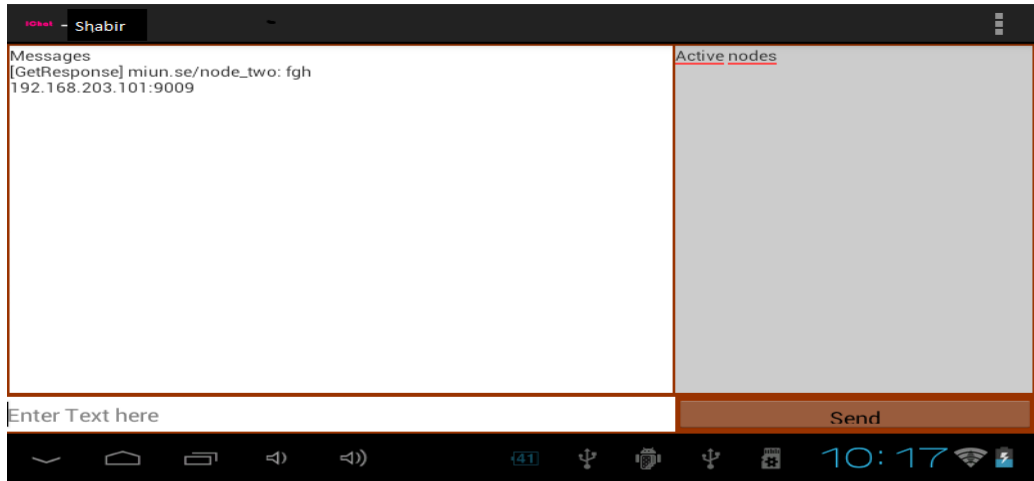 IObot - Shabir
Messages
[GetResponse] miun.se/node_two: fgh
192.168.203.101:9009
Active nodes
Enter Text here
Send
41
10:17